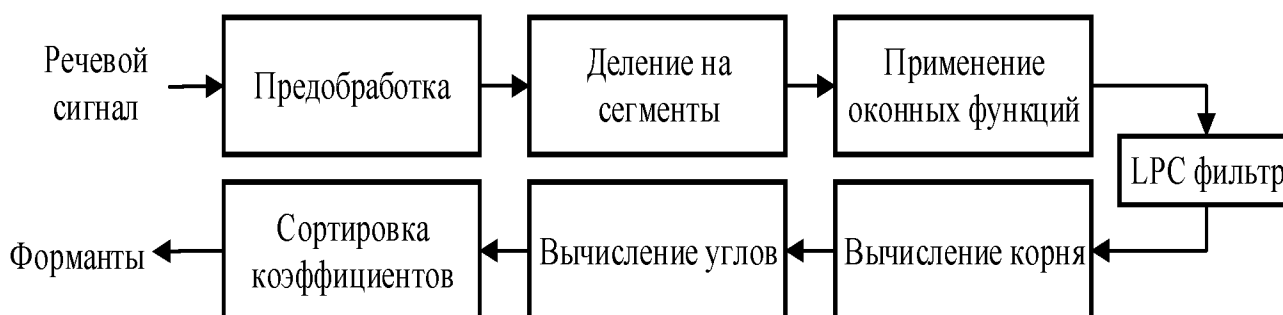 Речевой
сигнал
Предобработка
Деление на
сегменты
Применение
оконных функций
LPC фильтр
Вычисление корня
Вычисление углов
Сортировка
коэффициентов
Форманты